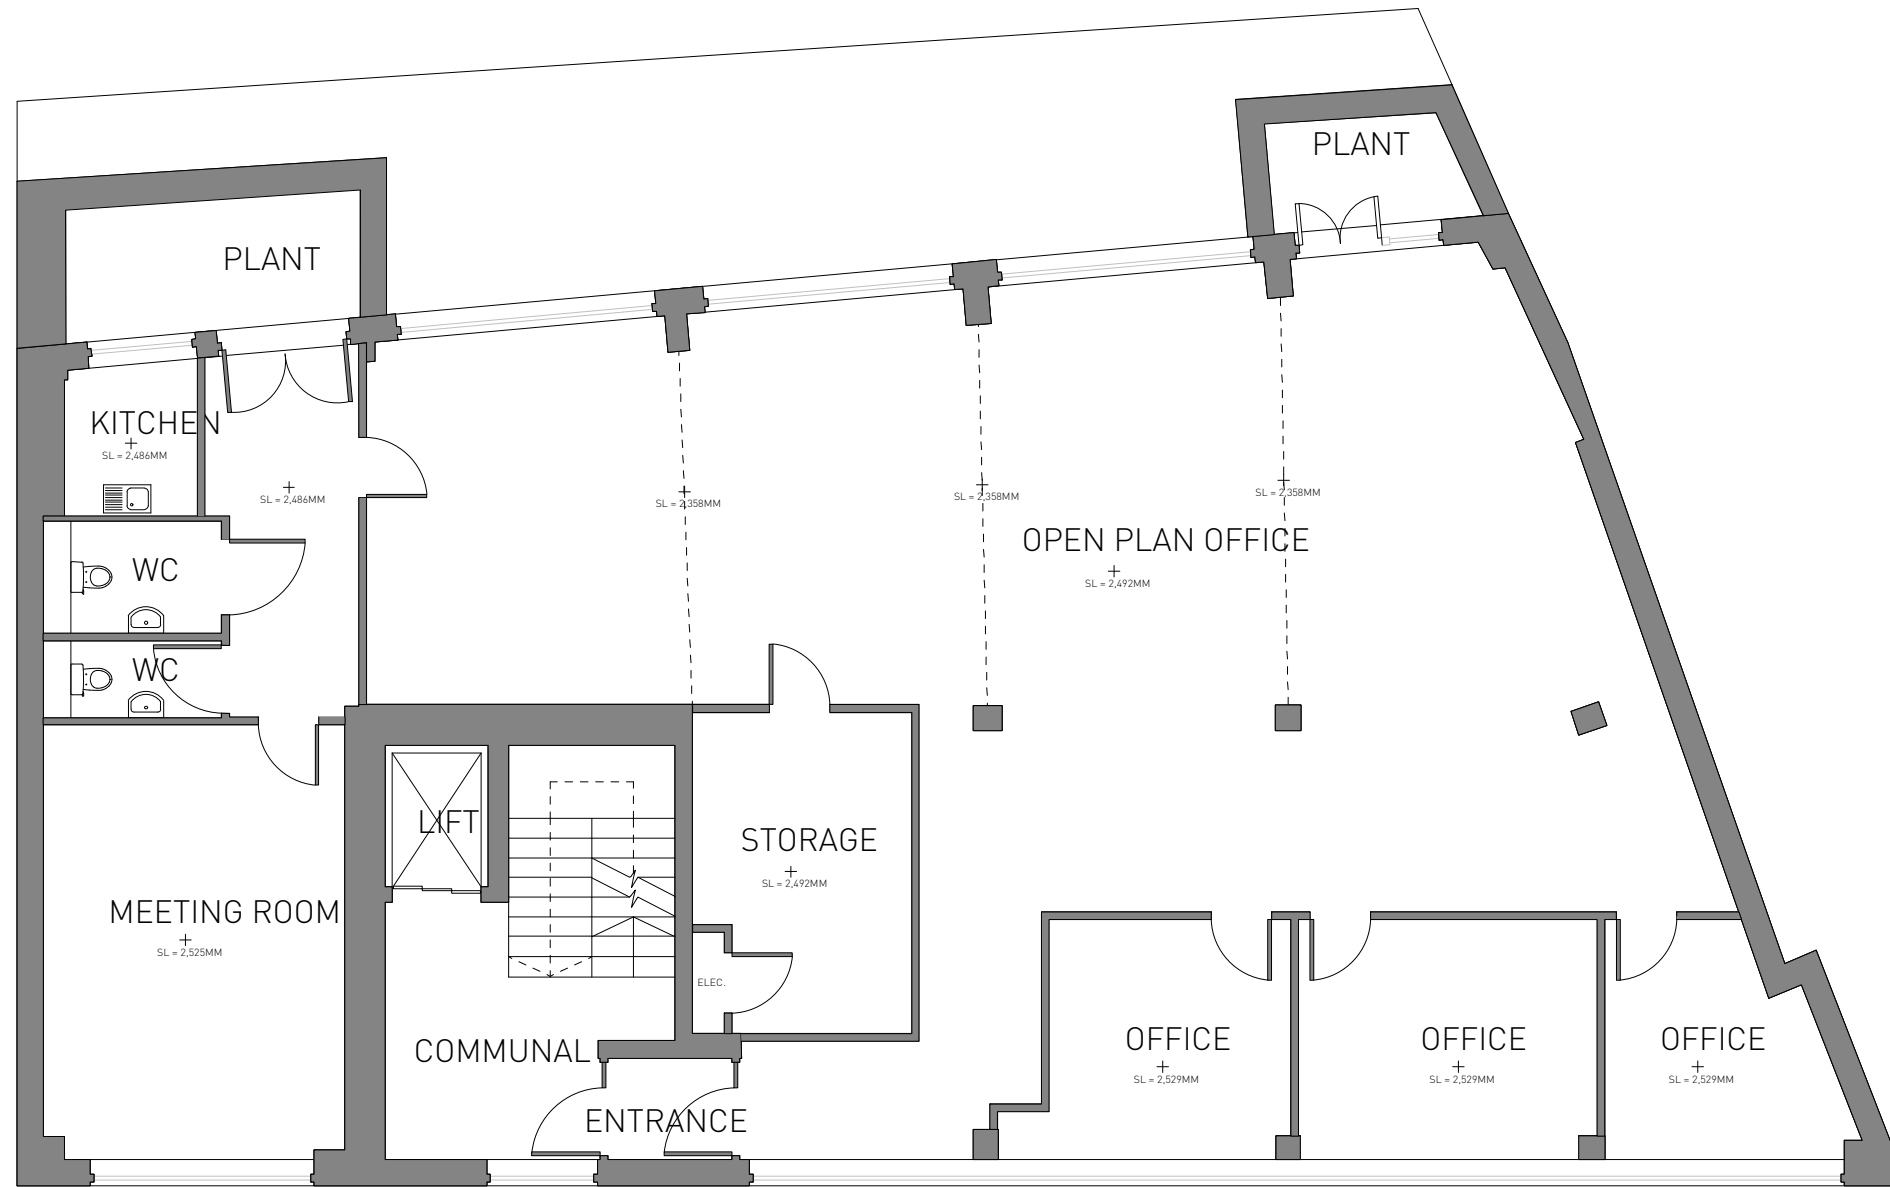 PLANT
PLANT
KITCHEN
SL = 2,486MM
SL = 2,486MM
SL = 2,358MM
SL = 2,358MM
SL = 2,358MM
OPEN PLAN OFFICE
SL = 2,492MM
WC
WC
LIFT
STORAGE
SL = 2,492MM
MEETING ROOM
SL = 2,525MM
ELEC.
COMMUNAL
ENTRANCE
OFFICE
SL = 2,529MM
OFFICE
SL = 2,529MM
OFFICE
SL = 2,529MM